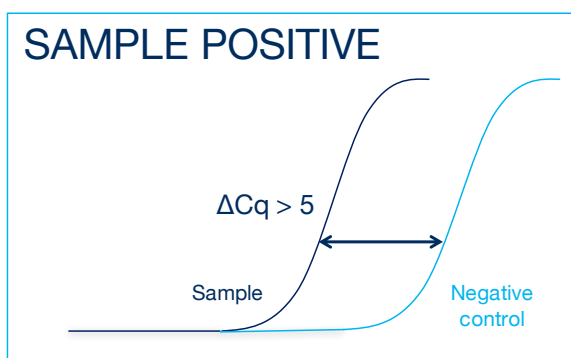 SAMPLE POSITIVE
ΔCq > 5
Sample
Negative
control